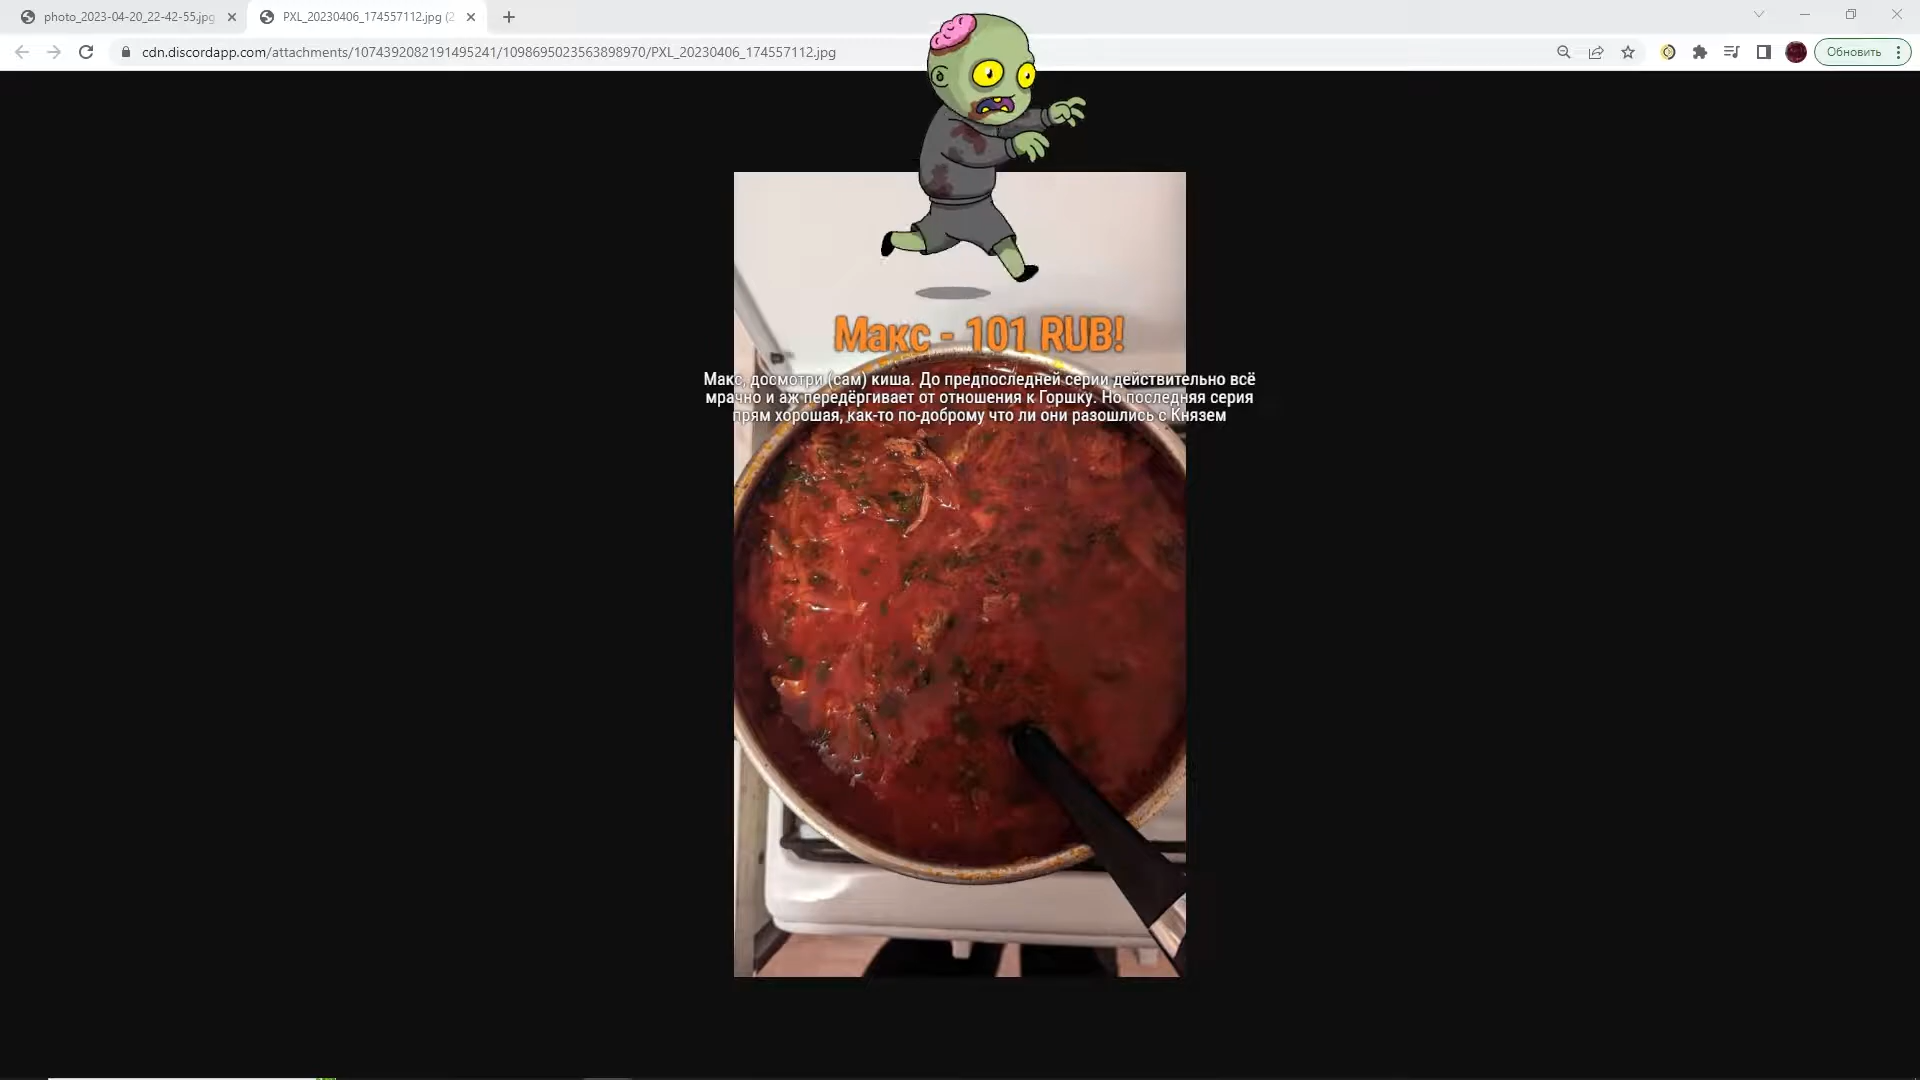 photo_2023-04-20_22-42-55.jpg
PXL_20230406_174557112.jpg (2
cdn.discordapp.com/attachments/1074392082191495241/1098695023563898970/PXL_20230406_174557112.jpg
Обновить
Макс - 101 RUB!
Макс, досмотри (сам) киша. До предпоследней серии действительно всё
мрачно и аж передёргивает от отношения к Горшку. Но последняя серия
прям хорошая, как-то по-доброму что ли они разошлись с Князем